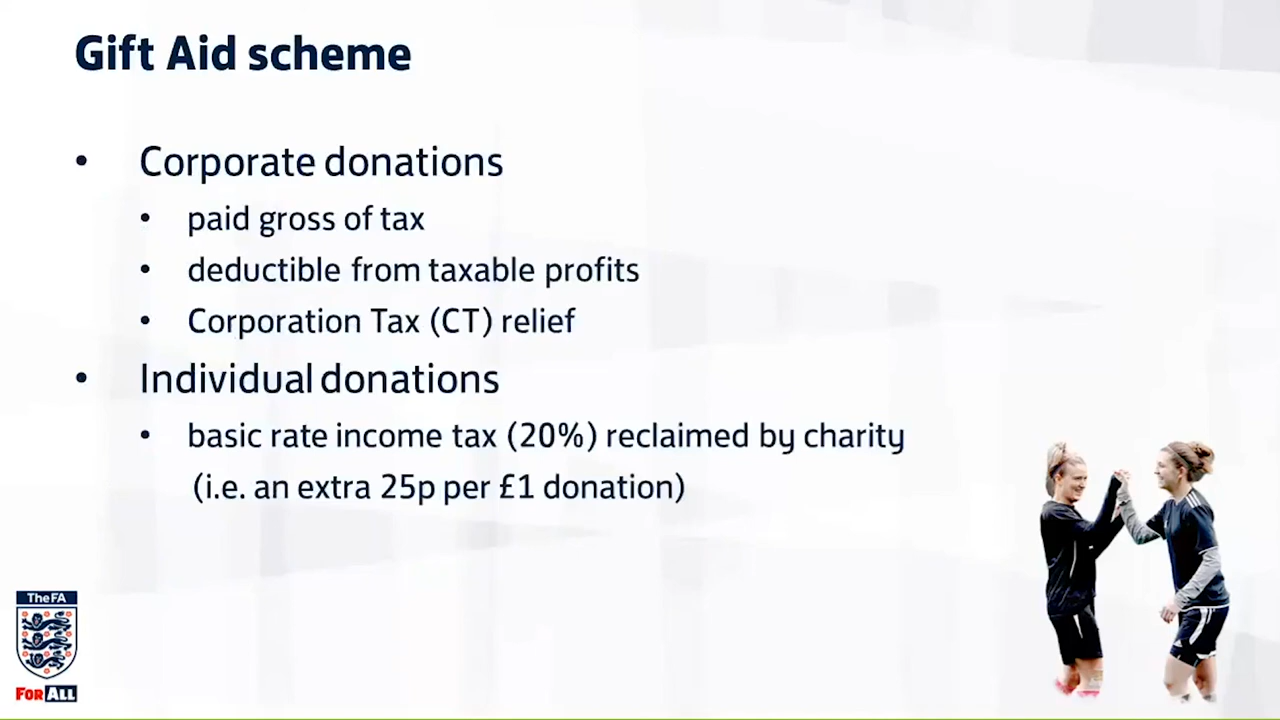 Gift Aid scheme
• Corporate donations
• paid gross of tax
• deductible from taxable profits
• Corporation Tax (CT) relief
• Individual donations
• basic rate income tax (20%) reclaimed by charity
(i.e. an extra 25p per £1 donation)
The FA
FOR ALL